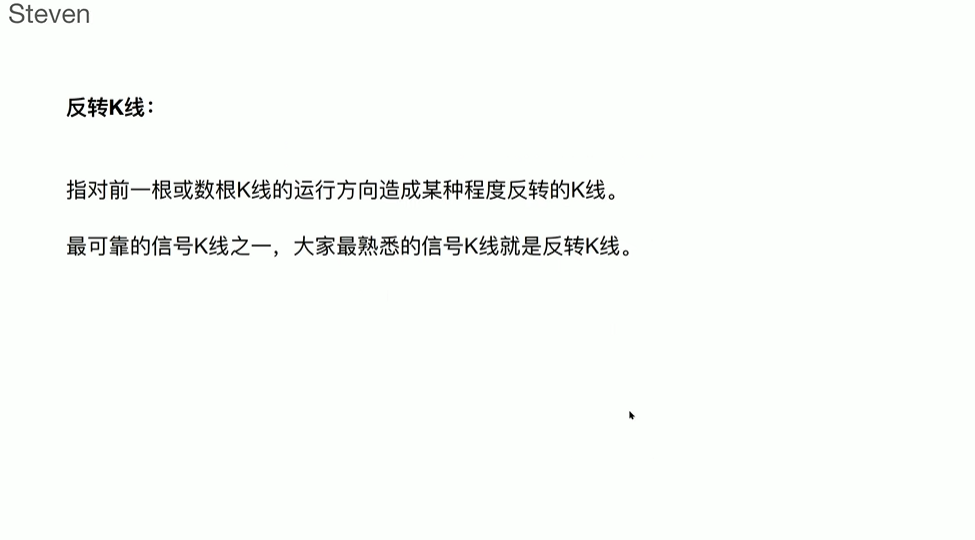 Steven
反转K线：
指对前一根或数根K线的运行方向造成某种程度反转的K线。
最可靠的信号K线之一，大家最熟悉的信号K线就是反转K线。